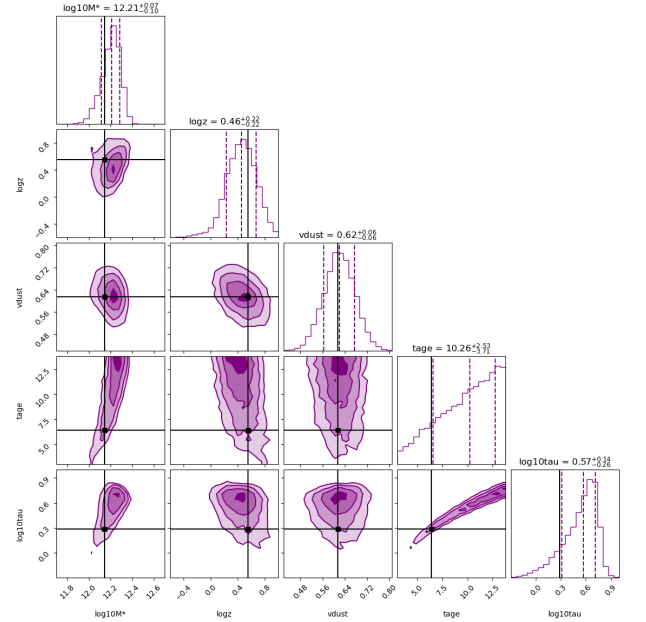 log10M* = 12.21+0.07−0.10
logz = 0.46+0.22−0.22
0.8
0.4
0.0
−0.4
logz
vdust = 0.62+0.06−0.06
0.80
0.72
0.64
0.56
0.48
vdust
tage = 10.26+2.53−3.71
12.5
10.0
7.5
5.0
tage
log10tau = 0.57+0.14−0.26
0.9
0.6
0.3
0.0
log10tau
11.8 12.0 12.2 12.4 12.6 −0.4 0.0 0.4 0.8 0.48 0.56 0.64 0.72 0.80 5.0 7.5 10.0 12.5 0.0 0.3 0.6 0.9
log10M* logz vdust tage log10tau